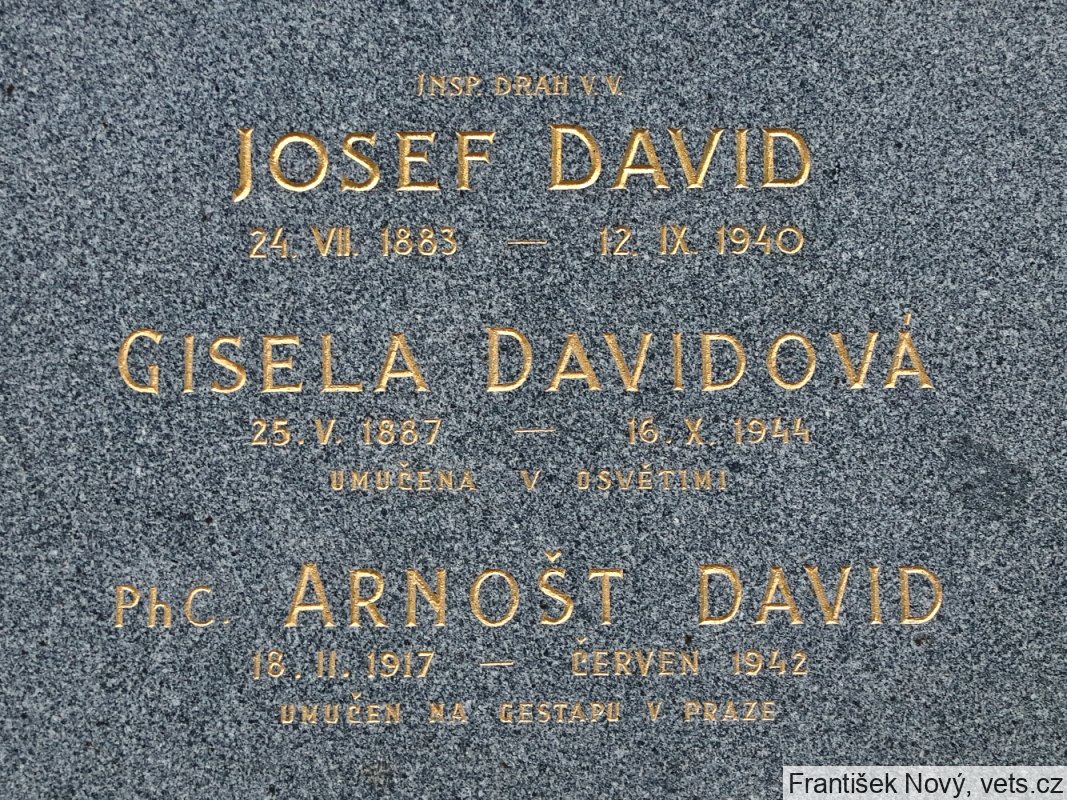 INSP. DRAH V. V.
JOSEF DAVID
24. VII. 1883 — 12. IX. 1940
GISELA DAVIDOVÁ
25. V. 1887 — 16. X. 1944
UMUČENA V OSVĚTIMI
PhC. ARNOŠT DAVID
18. II. 1917 — ČERVEN 1942
UMUČEN NA GESTAPU V PRAZE
František Nový, vets.cz